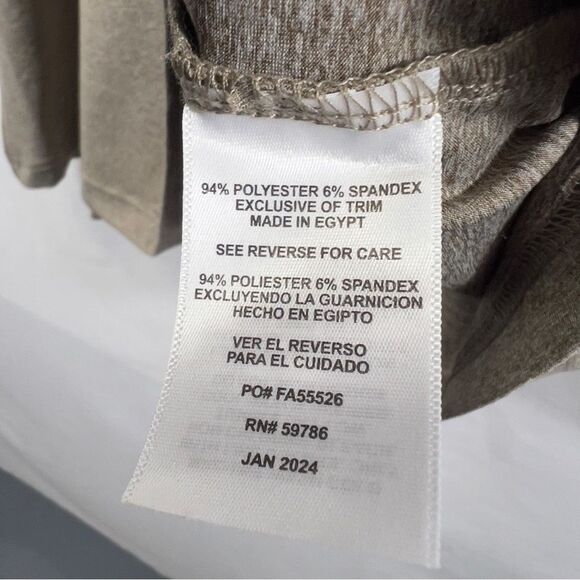 94% POLYESTER 6% SPANDEX
EXCLUSIVE OF TRIM
MADE IN EGYPT
SEE REVERSE FOR CARE
94% POLIESTER 6% SPANDEX
EXCLUYENDO LA GUARNICION
HECHO EN EGIPTO
VER EL REVERSO
PARA EL CUIDADO
PO# FA55526
RN# 59786
JAN 2024